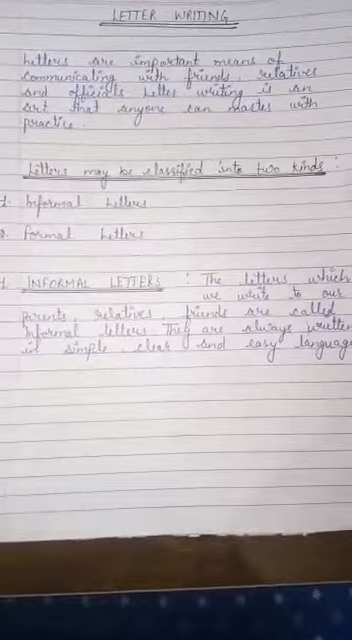 LETTER WRITING
Letters are important means of
communicating with friends, relatives
and officials. Letter writing is an
art that anyone can master with
practice.
Letters may be classified into two kinds :
1. Informal Letters
2. Formal Letters
1. INFORMAL LETTERS : The letters which
we write to our
parents, relatives, friends are called
Informal letters. They are always written
in simple, clear and easy language